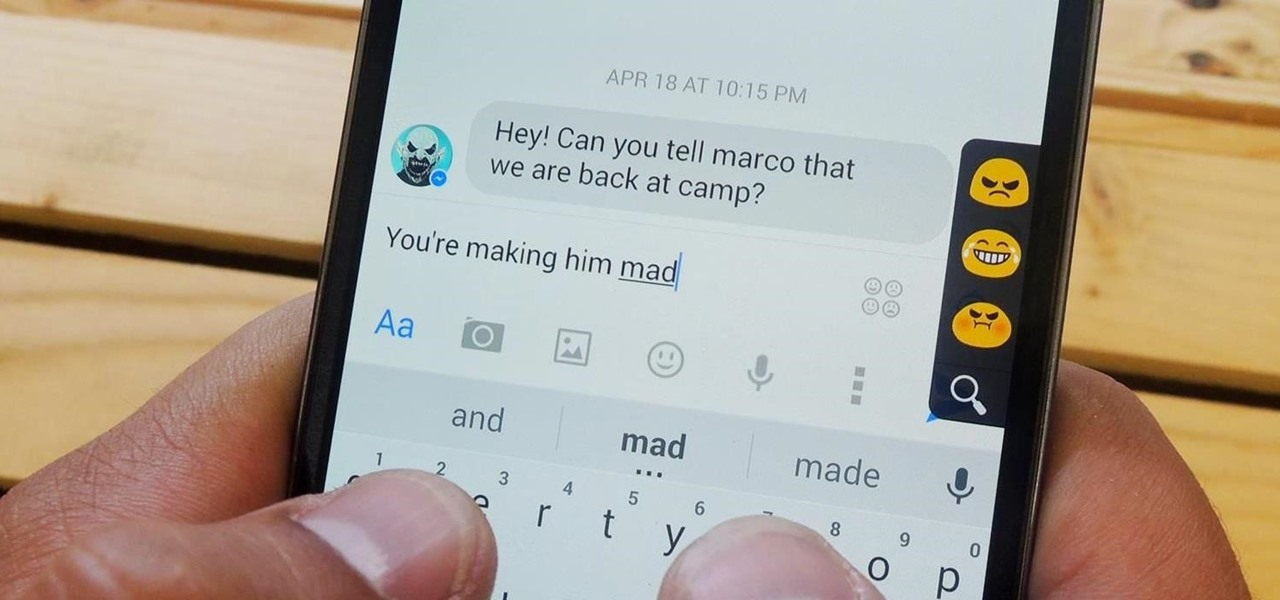 APR 18 AT 10:15 PM
Hey! Can you tell marco that
we are back at camp?
You're making him mad
Aa
and mad made
1 2 3 4 5 6 8 9 0
e r t y o p